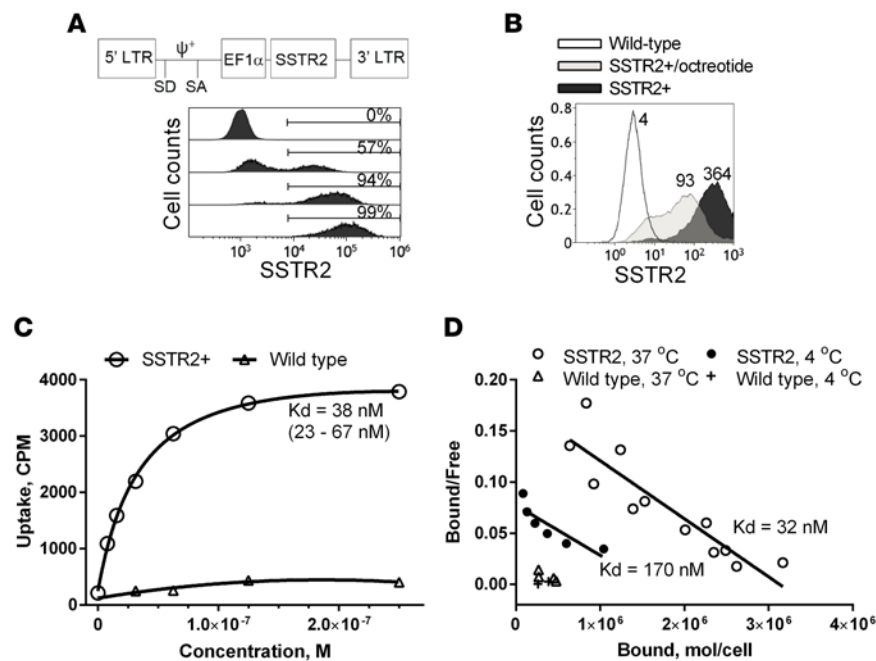 A
5' LTR
ψ⁺
EF1α
SSTR2
3' LTR
SD
SA
Cell counts
0%
57%
94%
99%
10³
10⁴
10⁵
10⁶
SSTR2
B
Wild-type
SSTR2+/octreotide
SSTR2+
Cell counts
0.8
0.6
0.4
0.2
0
4
93
364
10⁰
10¹
10²
10³
SSTR2
C
SSTR2+
Wild type
Uptake, CPM
4000
3000
2000
1000
0
Kd = 38 nM
(23 - 67 nM)
0
1.0×10⁻⁷
2.0×10⁻⁷
Concentration, M
D
SSTR2, 37 °C
SSTR2, 4 °C
Wild type, 37 °C
Wild type, 4 °C
Bound/Free
0.20
0.15
0.10
0.05
0.00
Kd = 32 nM
Kd = 170 nM
0
1×10⁶
2×10⁶
3×10⁶
4×10⁶
Bound, mol/cell